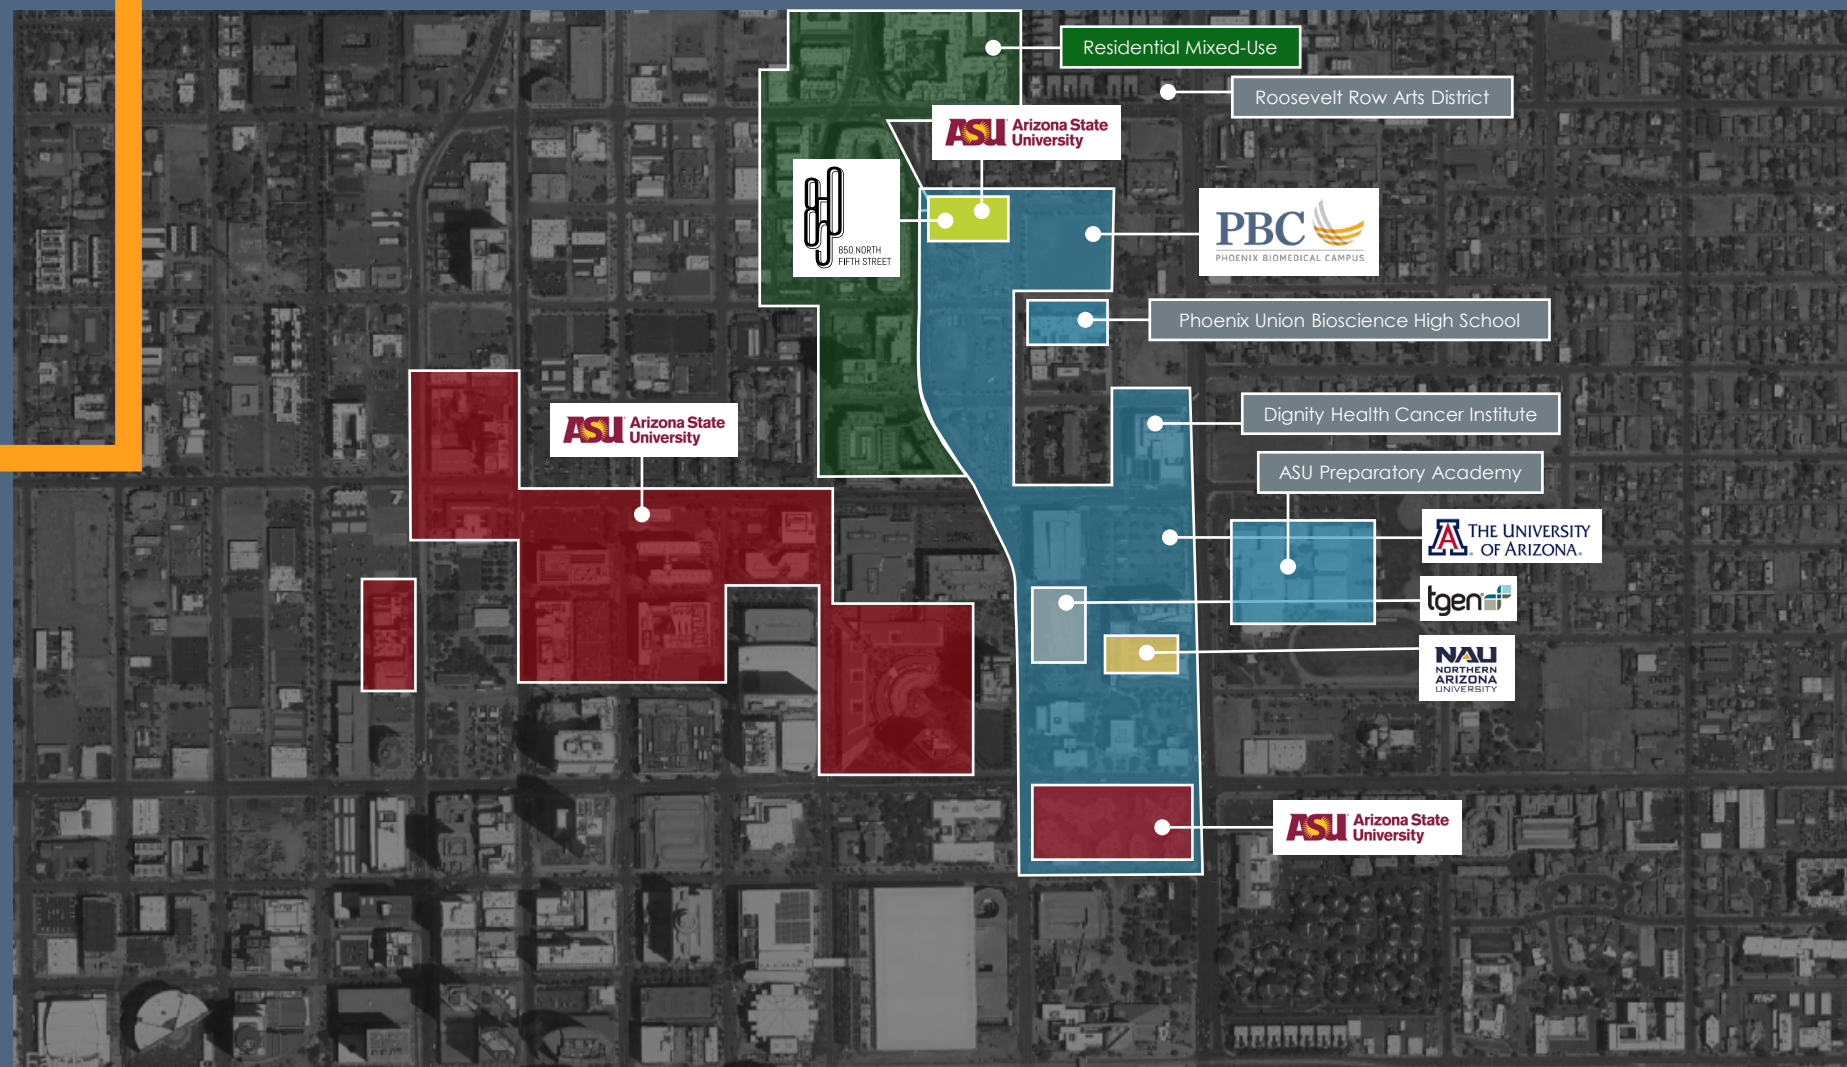 Residential Mixed-Use
Roosevelt Row Arts District
ASU Arizona State
University
850 NORTH
FIFTH STREET
PBC
PHOENIX BIOMEDICAL CAMPUS
Phoenix Union Bioscience High School
Dignity Health Cancer Institute
ASU Arizona State
University
ASU Preparatory Academy
A THE UNIVERSITY
OF ARIZONA.
tgen
NAU
NORTHERN
ARIZONA
UNIVERSITY
ASU Arizona State
University